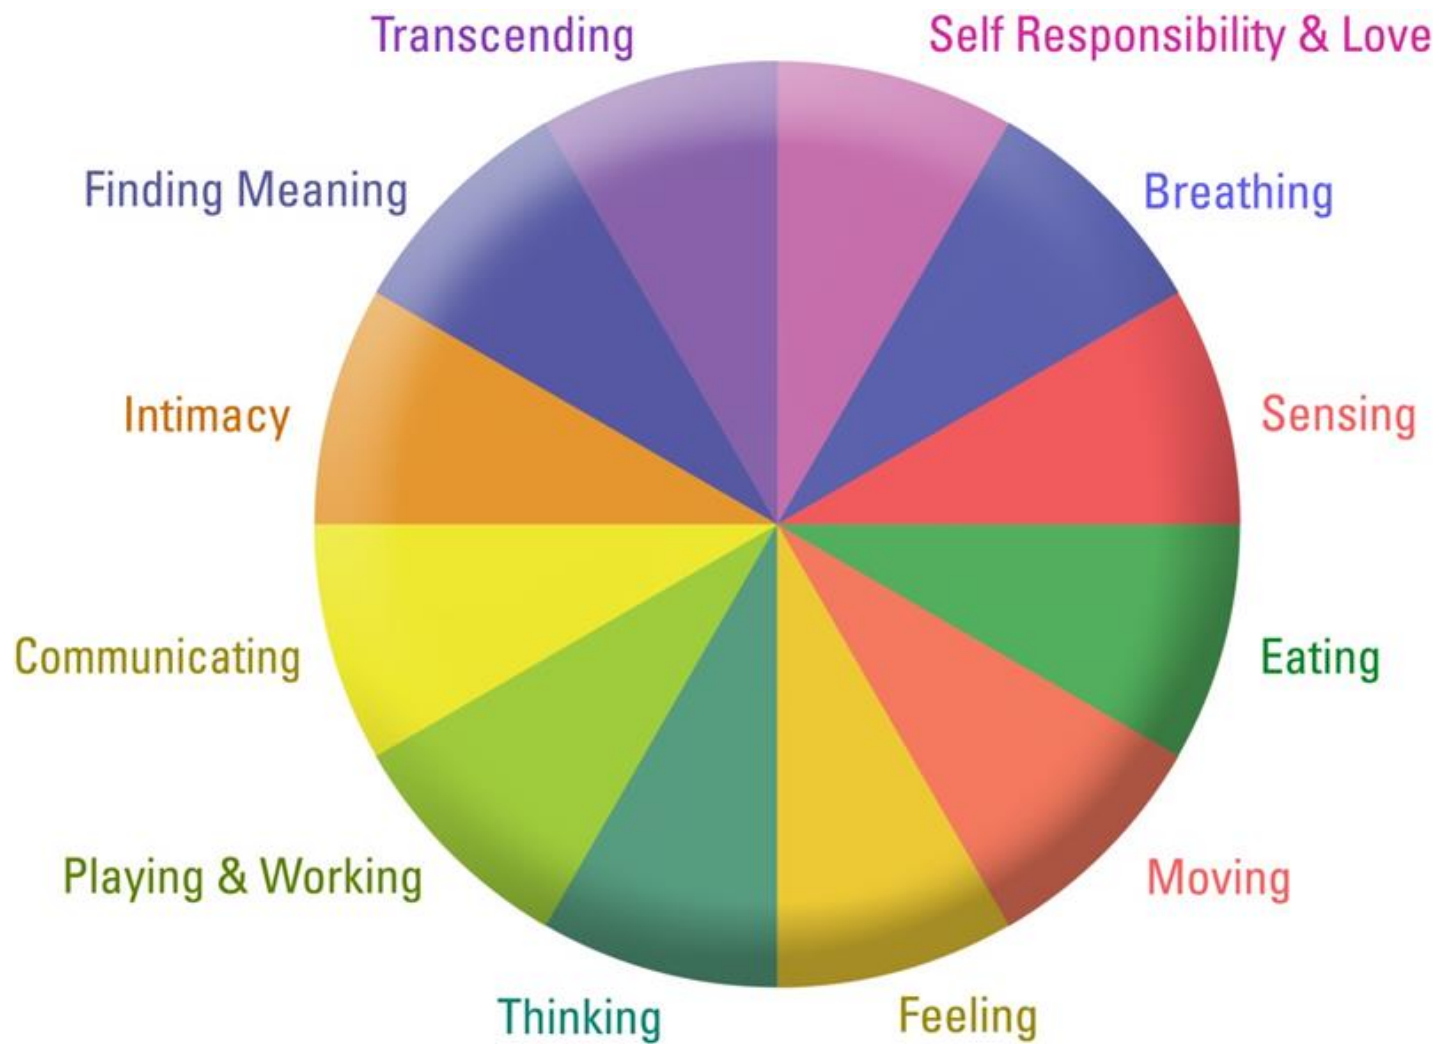 Transcending
Self Responsibility & Love
Finding Meaning
Breathing
Intimacy
Sensing
Communicating
Eating
Playing & Working
Moving
Thinking
Feeling